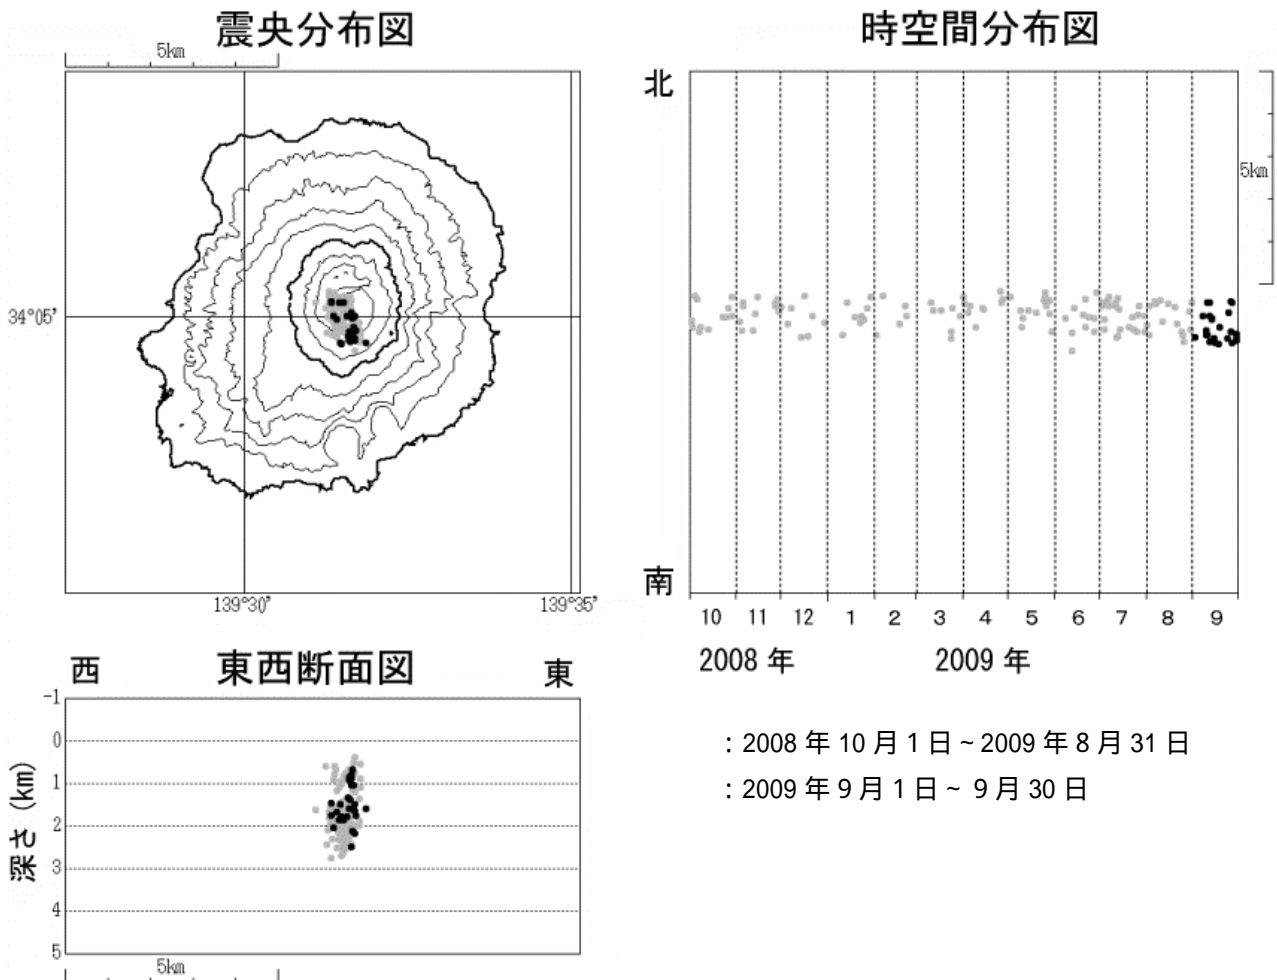 震央分布図
5km
34°05’
139°30’
139°35’
時空間分布図
北
5km
南
10 11 12 1 2 3 4 5 6 7 8 9
2008 年 2009 年
西 東西断面図 東
-1
0
1
2
3
4
5
深さ (km)
5km
: 2008 年 10 月 1 日 ~ 2009 年 8 月 31 日
: 2009 年 9 月 1 日 ~ 9 月 30 日